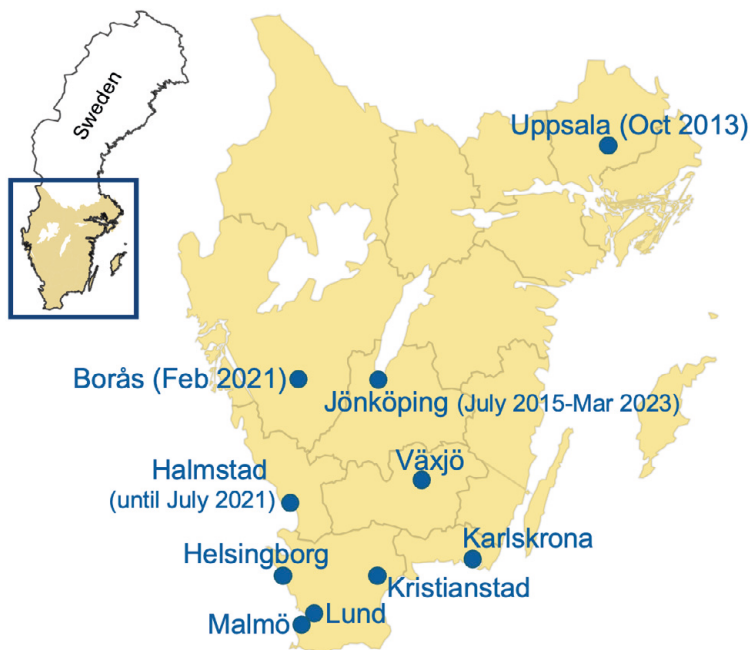 Sweden
Uppsala (Oct 2013)
Borås (Feb 2021)
Jönköping (July 2015-Mar 2023)
Växjö
Halmstad
(until July 2021)
Karlskrona
Helsingborg
Kristianstad
Lund
Malmö